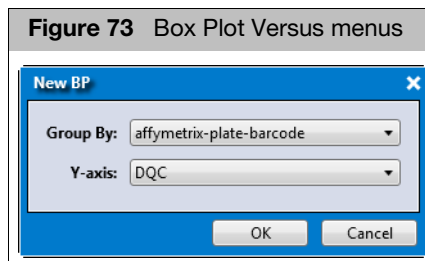 Figure 73 Box Plot Versus menus
New BP
Group By: affymetrix-plate-barcode
Y-axis: DQC
OK Cancel